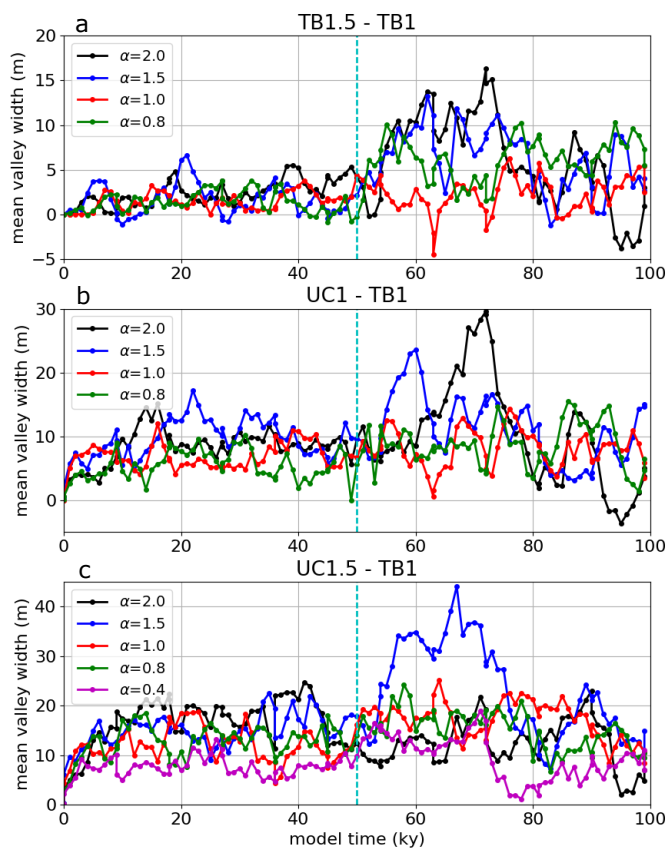 a
TB1.5 - TB1
mean valley width (m)
20
15
10
5
0
−5
α=2.0
α=1.5
α=1.0
α=0.8
0
20
40
60
80
100
b
UC1 - TB1
mean valley width (m)
30
20
10
0
α=2.0
α=1.5
α=1.0
α=0.8
0
20
40
60
80
100
c
UC1.5 - TB1
mean valley width (m)
40
30
20
10
0
α=2.0
α=1.5
α=1.0
α=0.8
α=0.4
0
20
40
60
80
100
model time (ky)